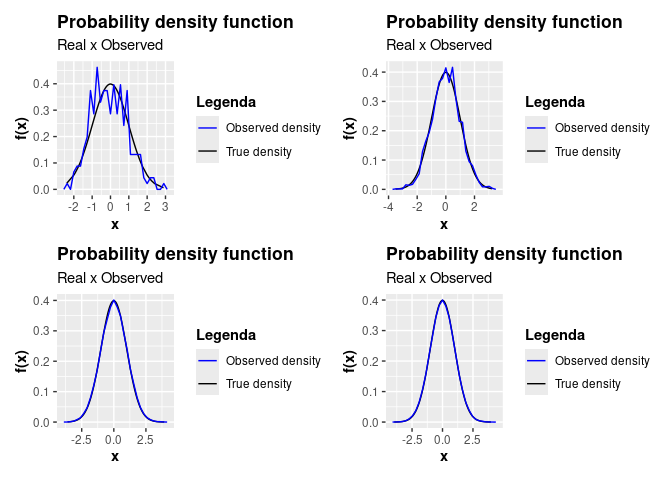 Probability density function
Real x Observed
0.4
0.3
0.2
0.1
0.0
f(x)
-2 -1 0 1 2 3
x
Legenda
Observed density
True density
Probability density function
Real x Observed
0.4
0.3
0.2
0.1
0.0
f(x)
-4 -2 0 2
x
Legenda
Observed density
True density
Probability density function
Real x Observed
0.4
0.3
0.2
0.1
0.0
f(x)
-2.5 0.0 2.5
x
Legenda
Observed density
True density
Probability density function
Real x Observed
0.4
0.3
0.2
0.1
0.0
f(x)
-2.5 0.0 2.5
x
Legenda
Observed density
True density